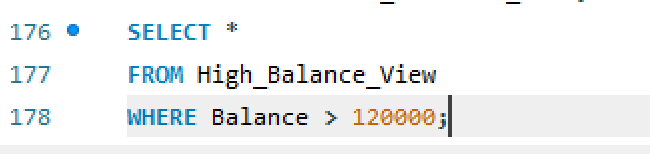 176 SELECT *
177 FROM High_Balance_View
178 WHERE Balance > 120000;